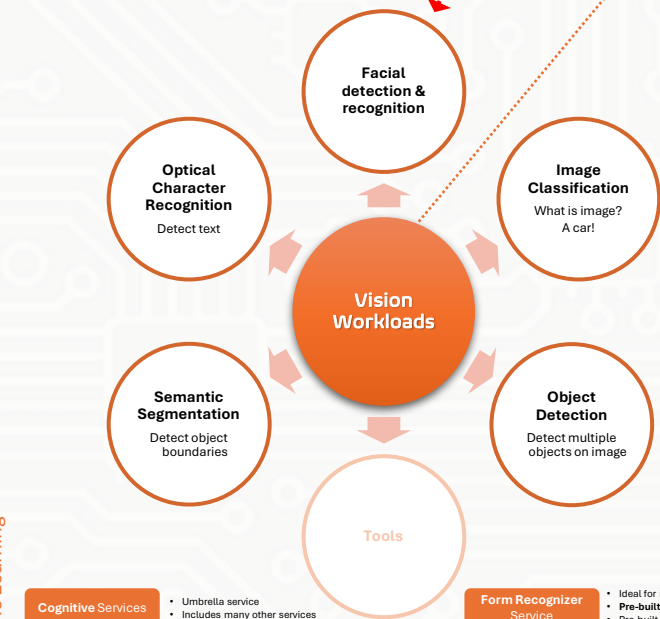 Facial
detection &
recognition
Optical
Character
Recognition
Detect text
Image
Classification
What is image?
A car!
Vision
Workloads
Semantic
Segmentation
Detect object
boundaries
Object
Detection
Detect multiple
objects on image
Tools
Cognitive Services
• Umbrella service
• Includes many other services
Form Recognizer
Service
• Ideal for
• Pre-built